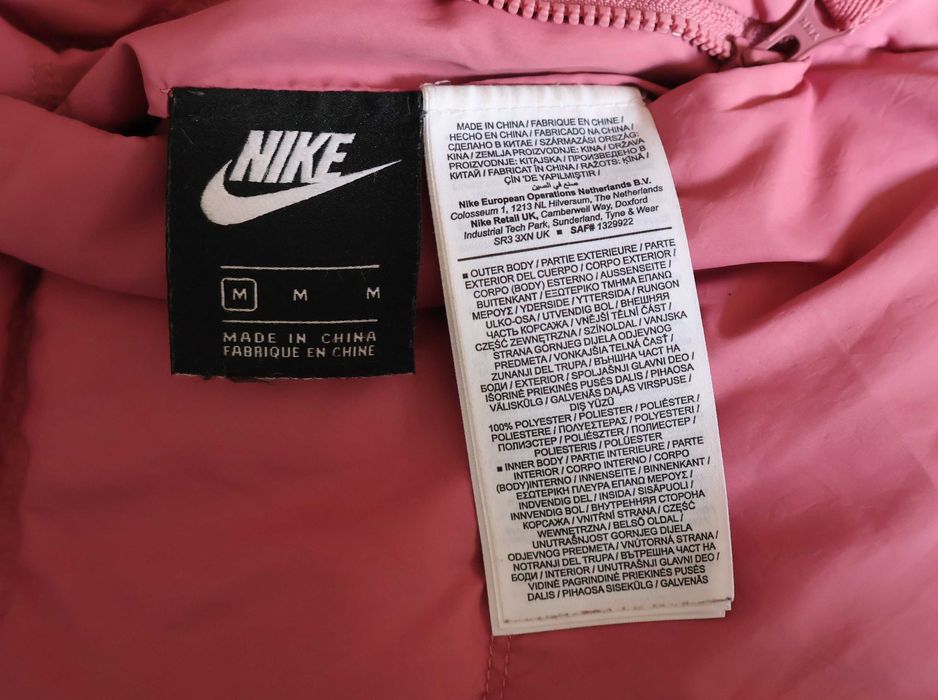 NIKE
M M M
MADE IN CHINA
FABRIQUE EN CHINE
MADE IN CHINA / FABRIQUE EN CHINE /
HECHO EN CHINA / FABRICADO NA CHINA /
СДЕЛАНО В КИТАЕ / SZÁRMAZÁSI ORSZÁG:
KINA / ZEMLJA PROIZVODNJE: KINA / DRŽAVA
PROIZVODNJE: KITAJSKA / ПРОИЗВЕДЕНО В
КИТАЙ / FABRICAT ÎN CHINA / RAŽOTS: ĶĪNĀ /
ÇİN 'DE YAPILMIŞTIR /
صنع في الصين
Nike European Operations Netherlands B.V.
Colosseum 1, 1213 NL Hilversum, The Netherlands
Nike Retail UK, Camberwell Way, Doxford
Industrial Tech Park, Sunderland, Tyne & Wear
SR3 3XN UK ■ SAF# 1329922
■ OUTER BODY / PARTIE EXTERIEURE / PARTE
EXTERIOR DEL CUERPO / CORPO EXTERIOR /
CORPO (BODY) ESTERNO / AUSSENSEITE /
BUITENKANT / ΕΞΩΤΕΡΙΚΟ ΤΜΗΜΑ ΕΠΑΝΩ
ΜΕΡΟΥΣ / YDERSIDE / YTTERSIDA / RUNGON
ULKO-OSA / UTVENDIG BOL / ВНЕШНЯЯ
ЧАСТЬ КОРСАЖА / VNĚJŠÍ TĚLNÍ ČÁST /
CZĘŚĆ ZEWNĘTRZNA / SZÍNOLDAL / VANJSKA
STRANA GORNJEG DIJELA ODJEVNOG
PREDMETA / VONKAJŠIA TELNÁ ČASŤ /
ZUNANJI DEL TRUPA / ВЪНШНА ЧАСТ НА
БОДИ / EXTERIOR / SPOLJAŠNJI GLAVNI DEO /
IŠORINĖ PRIEKINĖS PUSĖS DALIS / PIHAOSA
VÄLISKÜLG / GALVENĀS DAĻAS VIRSPUSE /
DIŞ YÜZÜ
100% POLYESTER / POLIESTER / POLIÉSTER /
POLIESTERE / ΠΟΛΥΕΣΤΕΡΑΣ / POLYESTERI /
ПОЛИЭСТЕР / POLIÉSZTER / ПОЛИЕСТЕР /
POLIESTERIS / POLÜESTER
■ INNER BODY / PARTIE INTERIEURE / PARTE
INTERIOR / CORPO INTERNO / CORPO
(BODY)INTERNO / INNENSEITE / BINNENKANT /
ΕΣΩΤΕΡΙΚΗ ΠΛΕΥΡΑ ΕΠΑΝΩ ΜΕΡΟΥΣ /
INDVENDIG DEL / INSIDA / SISÄPUOLI /
INNVENDIG BOL / ВНУТРЕННЯЯ СТОРОНА
КОРСАЖА / VNITŘNÍ STRANA / CZĘŚĆ
WEWNĘTRZNA / BELSŐ OLDAL /
UNUTRAŠNJOST GORNJEG DIJELA
ODJEVNOG PREDMETA / VNÚTORNÁ STRANA /
NOTRANJI DEL TRUPA / ВЪТРЕШНА ЧАСТ НА
БОДИ / INTERIOR / UNUTRAŠNJI GLAVNI DEO /
VIDINĖ PAGRINDINĖ PRIEKINĖS PUSĖS
DALIS / PIHAOSA SISEKÜLG / GALVENĀS